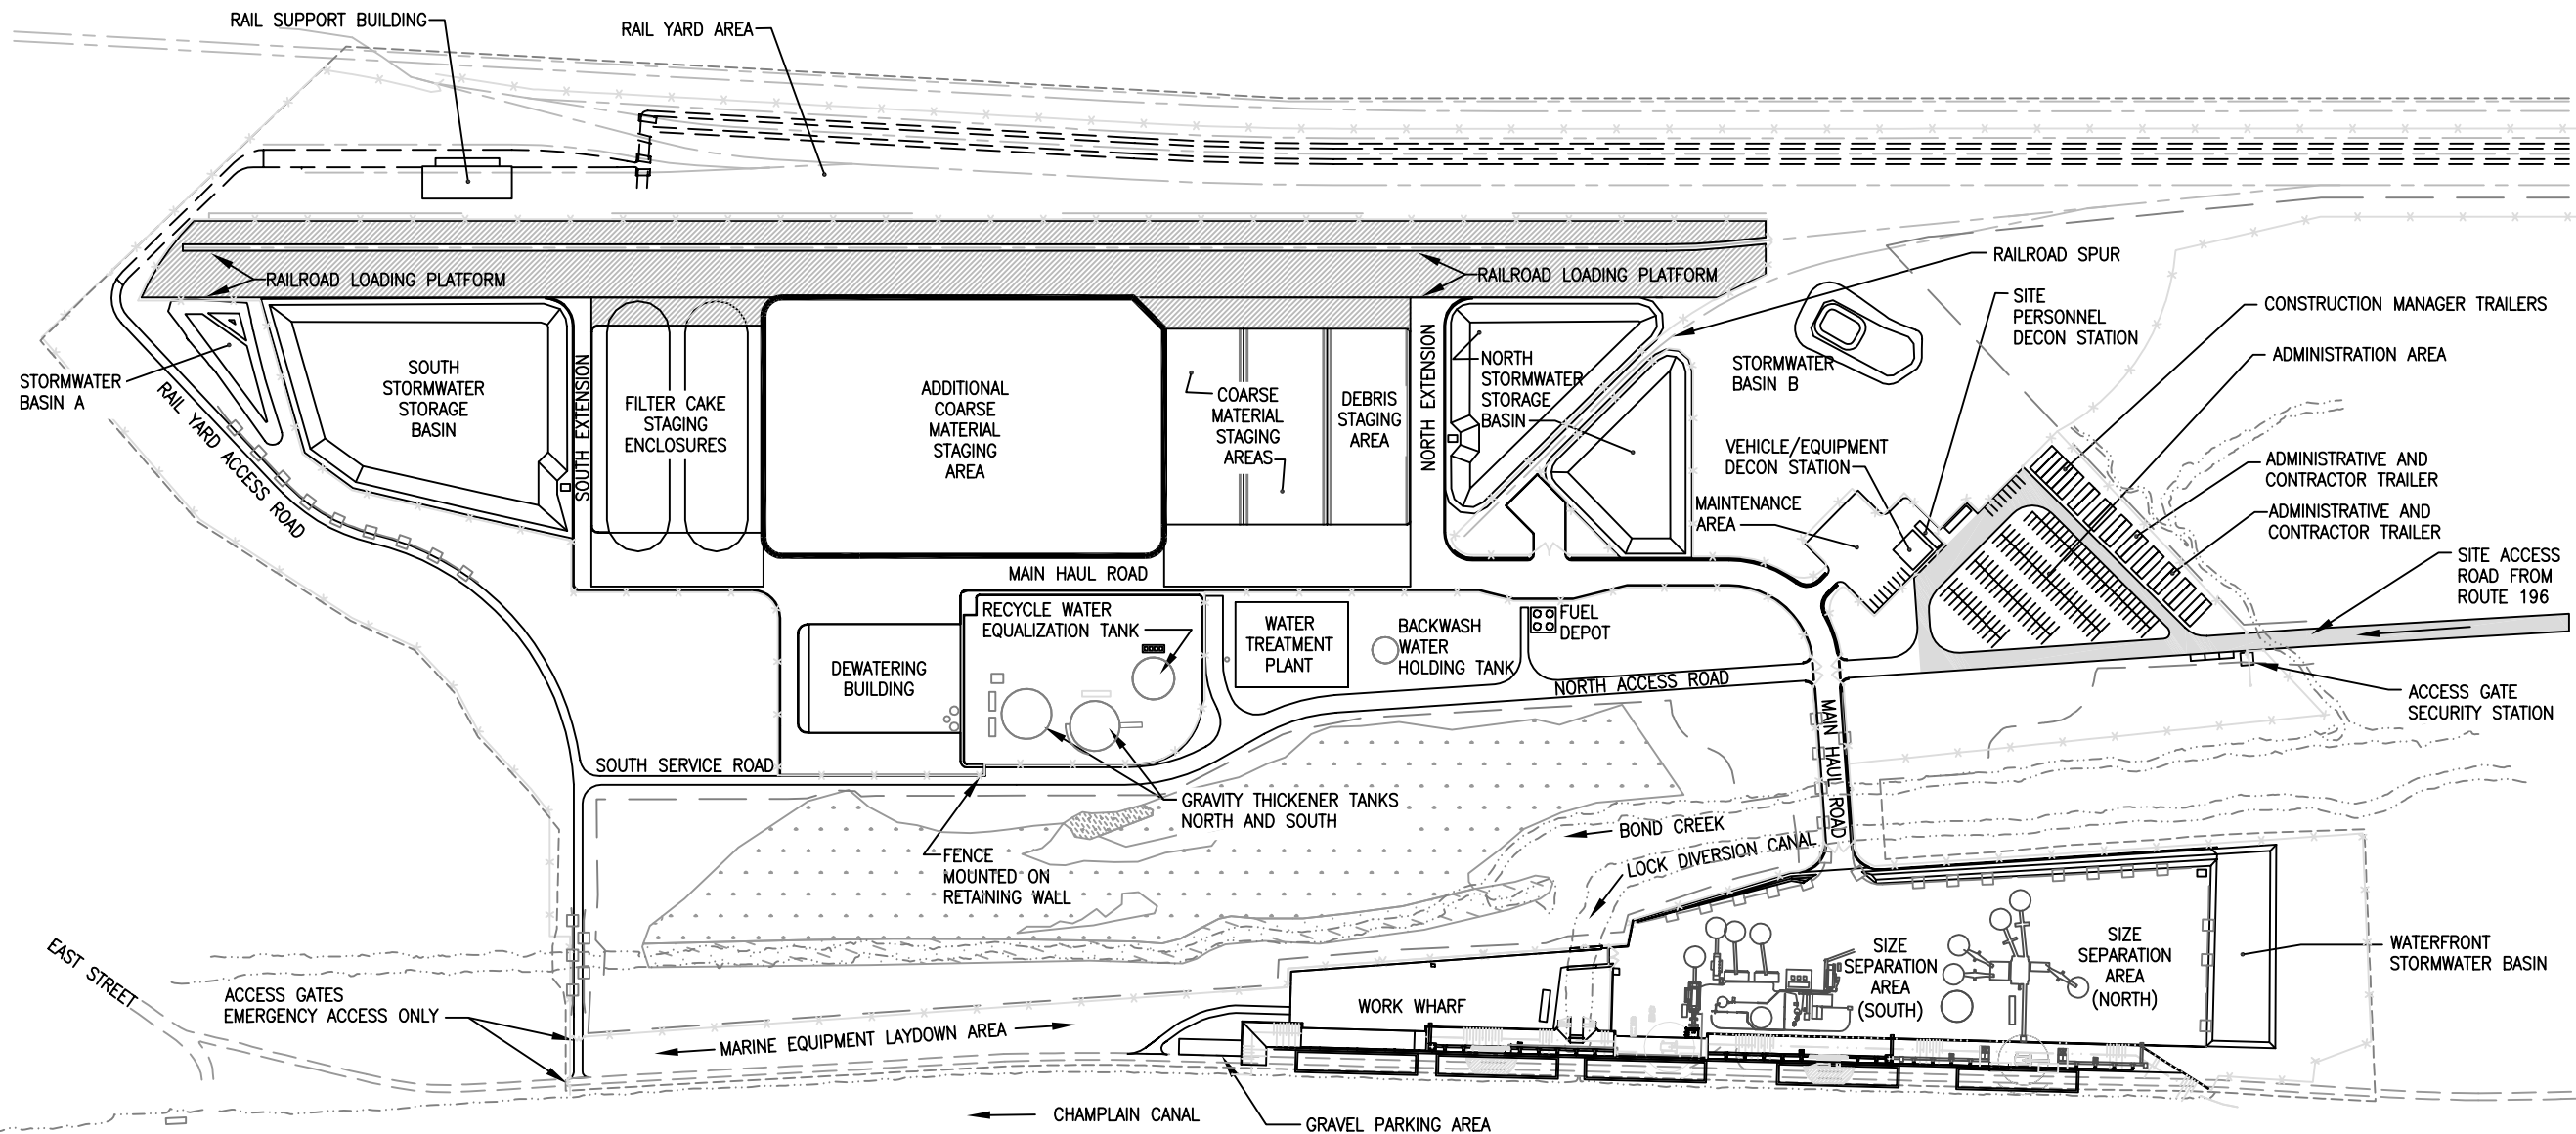 RAIL SUPPORT BUILDING
RAIL YARD AREA
RAILROAD LOADING PLATFORM
RAILROAD LOADING PLATFORM
RAILROAD SPUR
SITE
PERSONNEL
DECON STATION
CONSTRUCTION MANAGER TRAILERS
ADMINISTRATION AREA
STORMWATER
BASIN A
RAIL YARD ACCESS ROAD
SOUTH
STORMWATER
STORAGE
BASIN
SOUTH EXTENSION
FILTER CAKE
STAGING
ENCLOSURES
ADDITIONAL
COARSE
MATERIAL
STAGING
AREA
COARSE
MATERIAL
STAGING
AREAS
DEBRIS
STAGING
AREA
NORTH EXTENSION
NORTH
STORMWATER
STORAGE
BASIN
STORMWATER
BASIN B
VEHICLE/EQUIPMENT
DECON STATION
MAINTENANCE
AREA
ADMINISTRATIVE AND
CONTRACTOR TRAILER
ADMINISTRATIVE AND
CONTRACTOR TRAILER
SITE ACCESS
ROAD FROM
ROUTE 196
MAIN HAUL ROAD
RECYCLE WATER
EQUALIZATION TANK
WATER
TREATMENT
PLANT
BACKWASH
WATER
HOLDING TANK
FUEL
DEPOT
DEWATERING
BUILDING
NORTH ACCESS ROAD
ACCESS GATE
SECURITY STATION
MAIN HAUL ROAD
SOUTH SERVICE ROAD
GRAVITY THICKENER TANKS
NORTH AND SOUTH
FENCE
MOUNTED ON
RETAINING WALL
BOND CREEK
LOCK DIVERSION CANAL
EAST STREET
ACCESS GATES
EMERGENCY ACCESS ONLY
MARINE EQUIPMENT LAYDOWN AREA
WORK WHARF
SIZE
SEPARATION
AREA
(SOUTH)
SIZE
SEPARATION
AREA
(NORTH)
WATERFRONT
STORMWATER BASIN
CHAMPLAIN CANAL
GRAVEL PARKING AREA